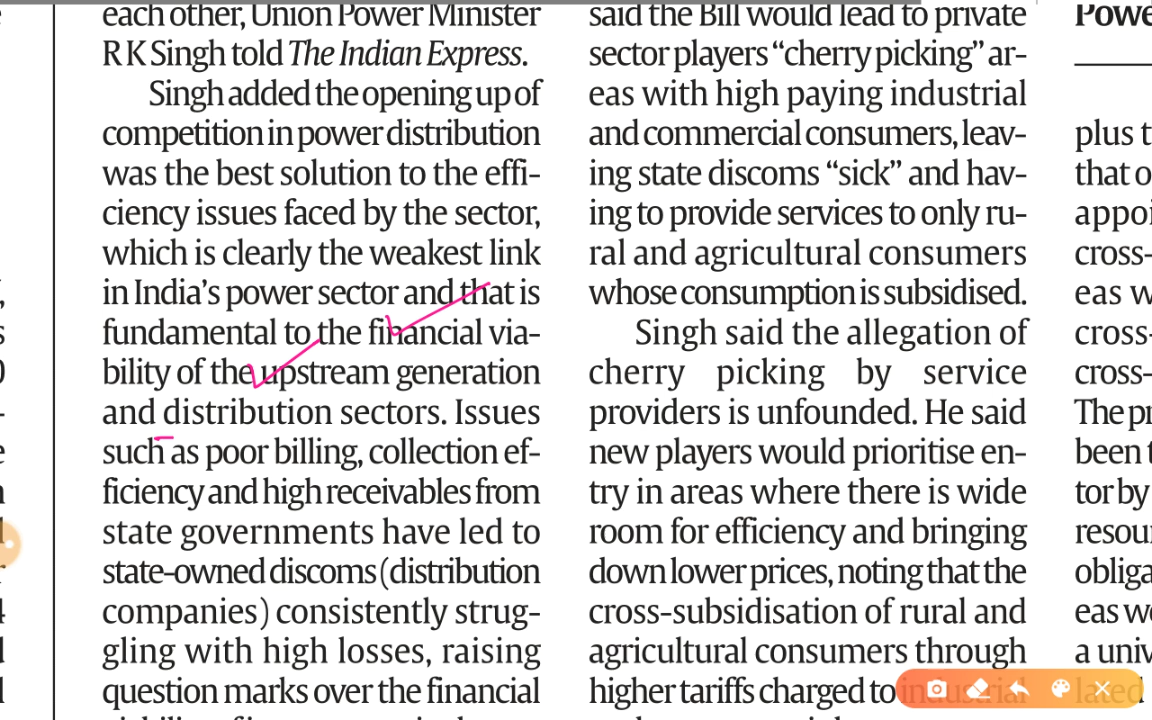 each other, Union Power Minister
R K Singh told The Indian Express.
Singh added the opening up of
competition in power distribution
was the best solution to the effi-
ciency issues faced by the sector,
which is clearly the weakest link
in India's power sector and that is
fundamental to the financial via-
bility of the upstream generation
and distribution sectors. Issues
such as poor billing, collection ef-
ficiency and high receivables from
state governments have led to
state-owned discoms (distribution
companies) consistently strug-
gling with high losses, raising
question marks over the financial
said the Bill would lead to private
sector players “cherry picking” ar-
eas with high paying industrial
and commercial consumers, leav-
ing state discoms “sick” and hav-
ing to provide services to only ru-
ral and agricultural consumers
whose consumption is subsidised.
Singh said the allegation of
cherry picking by service
providers is unfounded. He said
new players would prioritise en-
try in areas where there is wide
room for efficiency and bringing
down lower prices, noting that the
cross-subsidisation of rural and
agricultural consumers through
higher tariffs charged to industrial
Powe
plus t
that o
appoi
cross-
eas w
cross-
cross-
The pr
been t
tor by
resour
obliga
eas wo
a univ
lated